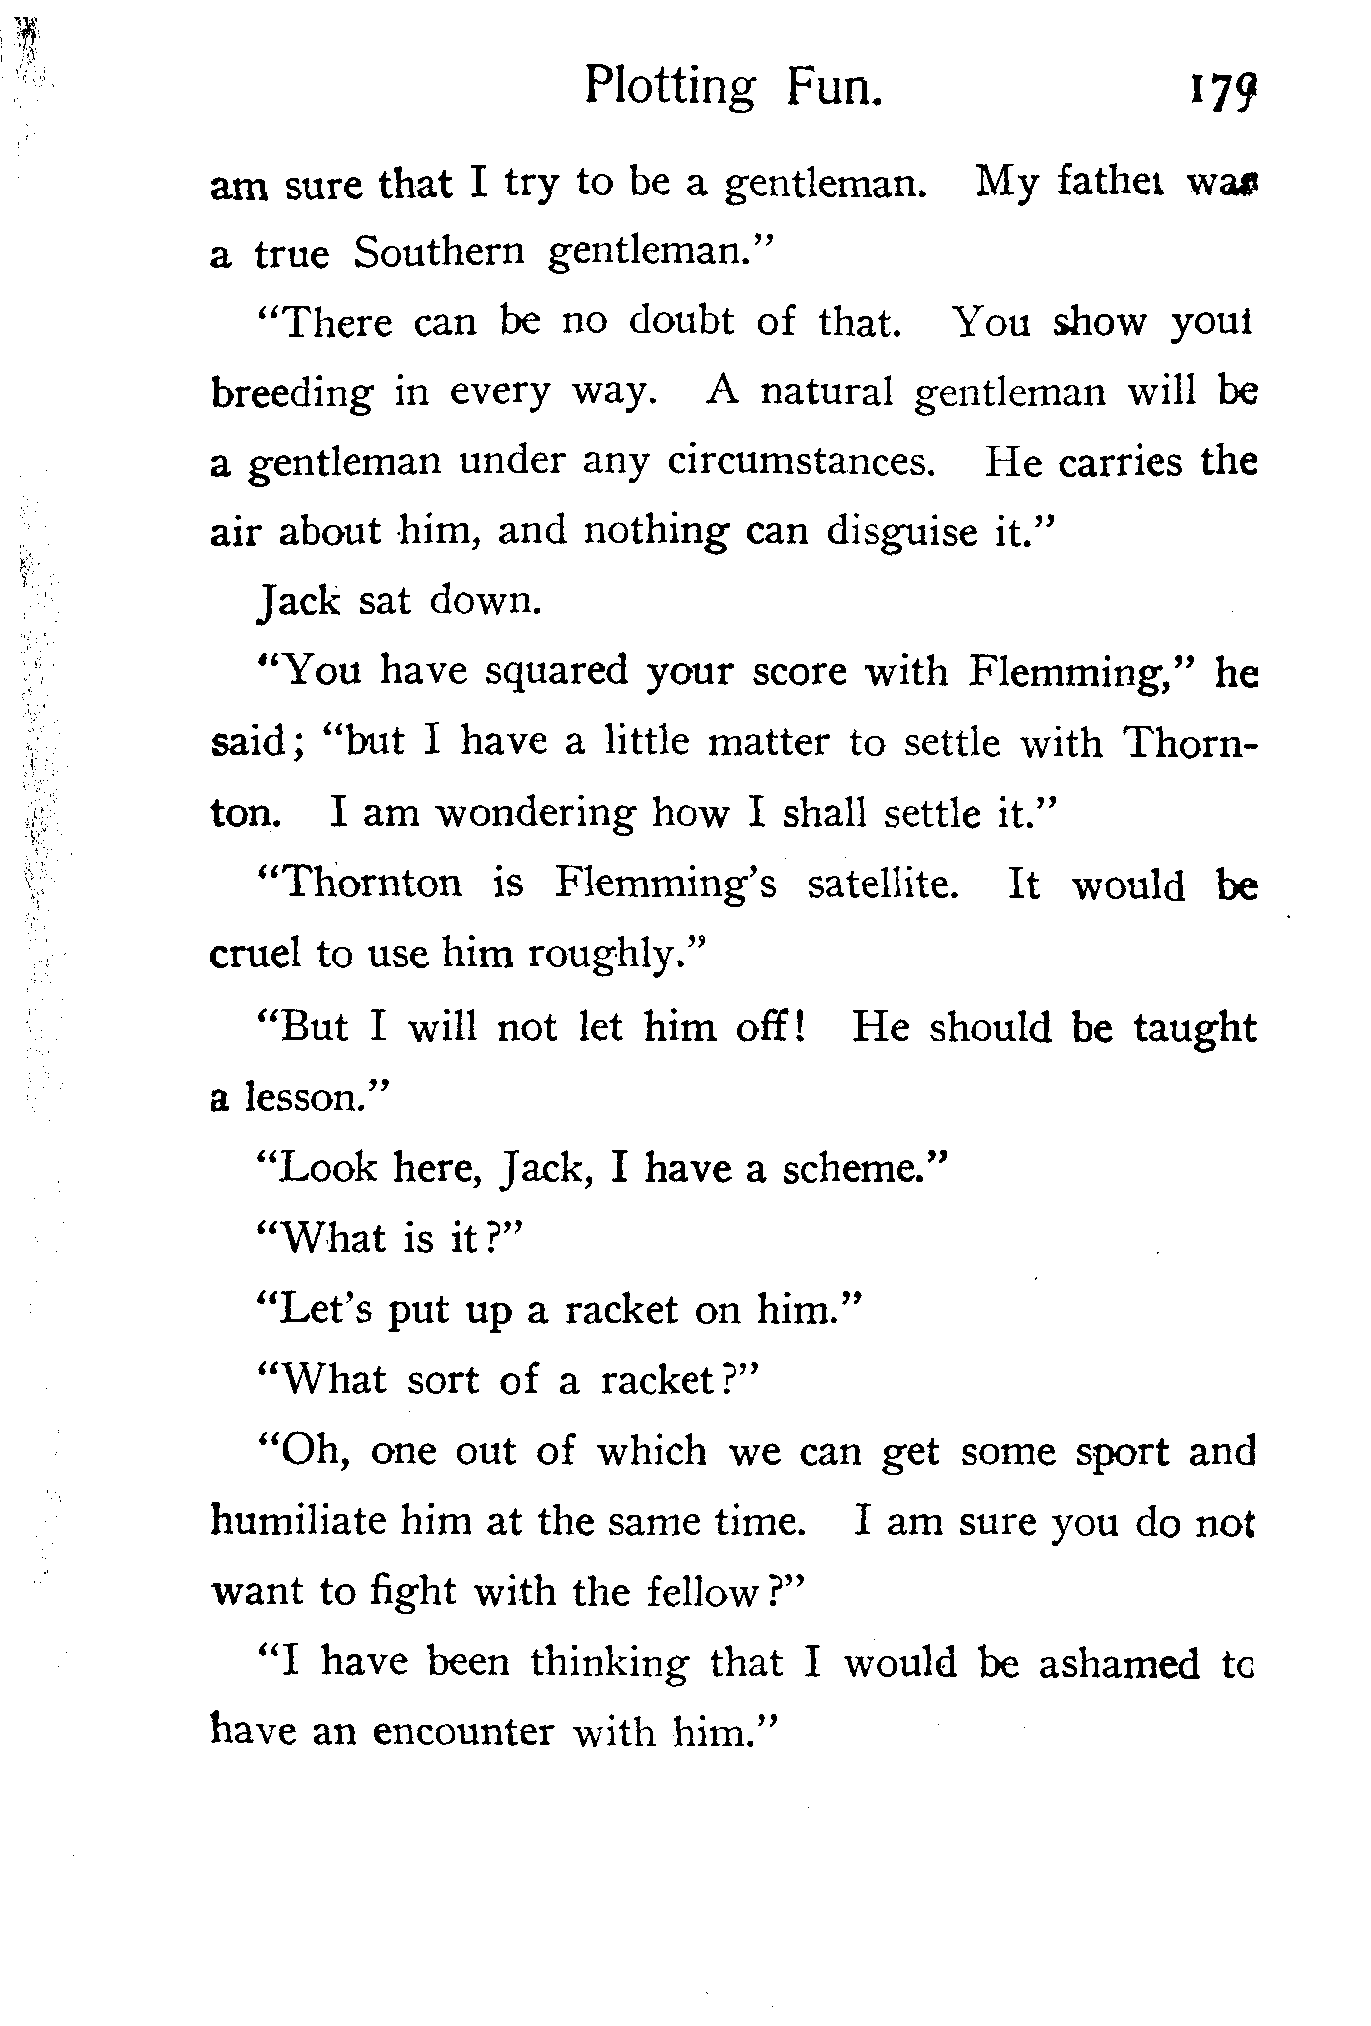 Plotting Fun. 179
am sure that I try to be a gentleman. My father was
a true Southern gentleman."
"There can be no doubt of that. You show your
breeding in every way. A natural gentleman will be
a gentleman under any circumstances. He carries the
air about him, and nothing can disguise it."
Jack sat down.
"You have squared your score with Flemming," he
said; "but I have a little matter to settle with Thorn-
ton. I am wondering how I shall settle it."
"Thornton is Flemming's satellite. It would be
cruel to use him roughly."
"But I will not let him off! He should be taught
a lesson."
"Look here, Jack, I have a scheme."
"What is it?"
"Let's put up a racket on him."
"What sort of a racket?"
"Oh, one out of which we can get some sport and
humiliate him at the same time. I am sure you do not
want to fight with the fellow?"
"I have been thinking that I would be ashamed to
have an encounter with him."